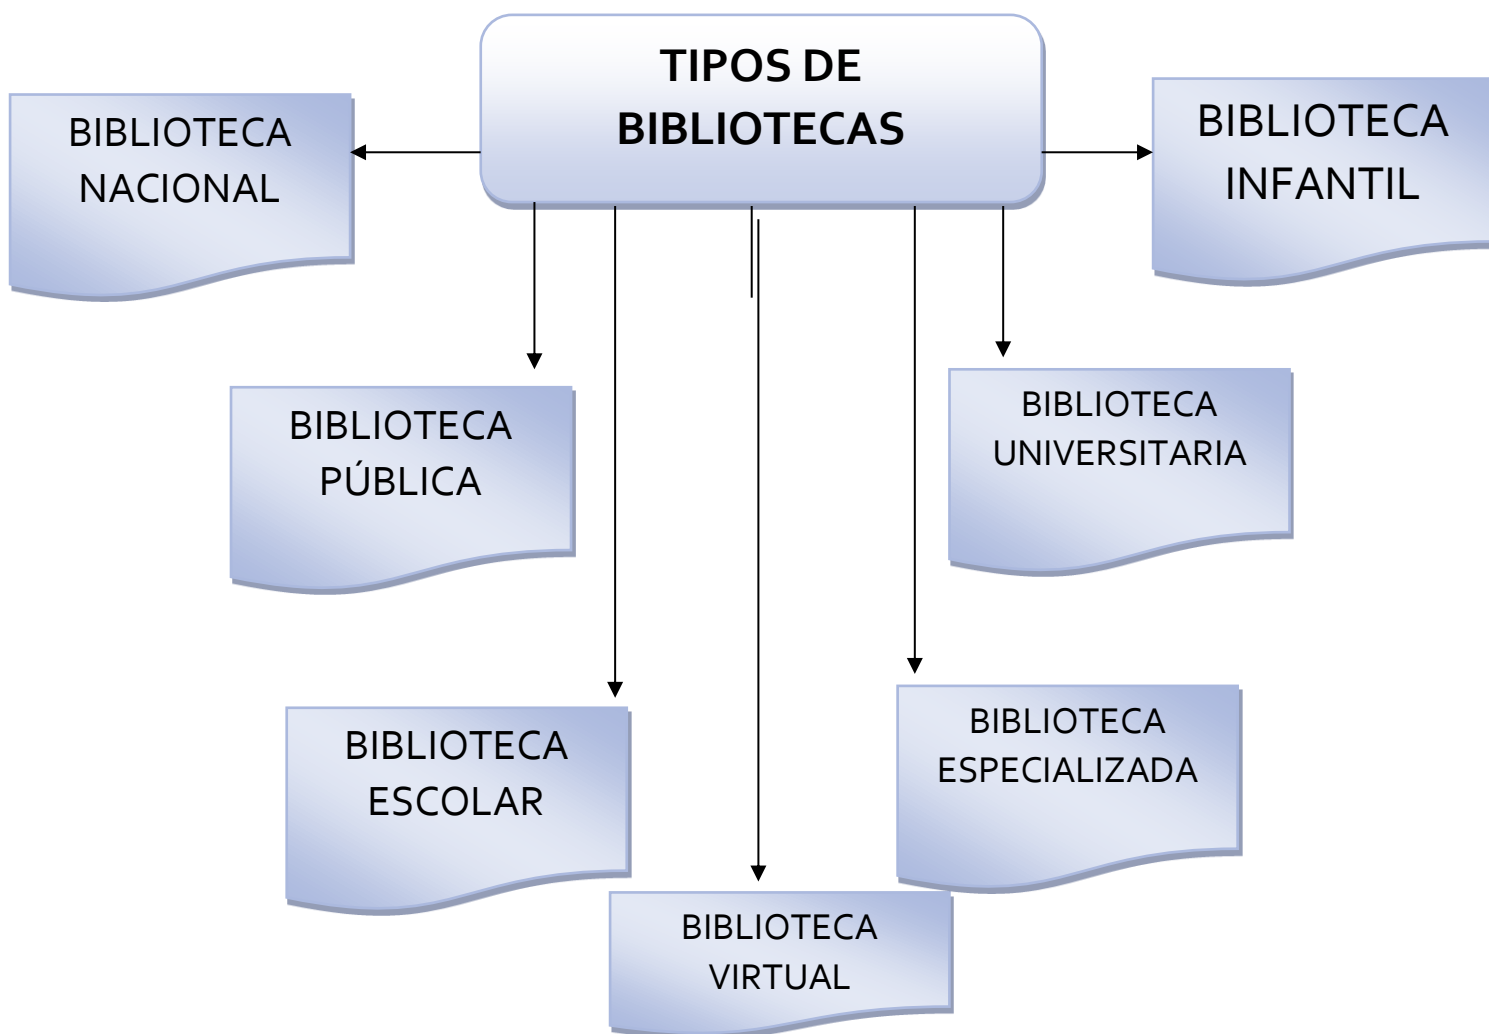 TIPOS DE
BIBLIOTECAS
BIBLIOTECA
NACIONAL
BIBLIOTECA
INFANTIL
BIBLIOTECA
PÚBLICA
BIBLIOTECA
UNIVERSITARIA
BIBLIOTECA
ESCOLAR
BIBLIOTECA
ESPECIALIZADA
BIBLIOTECA
VIRTUAL